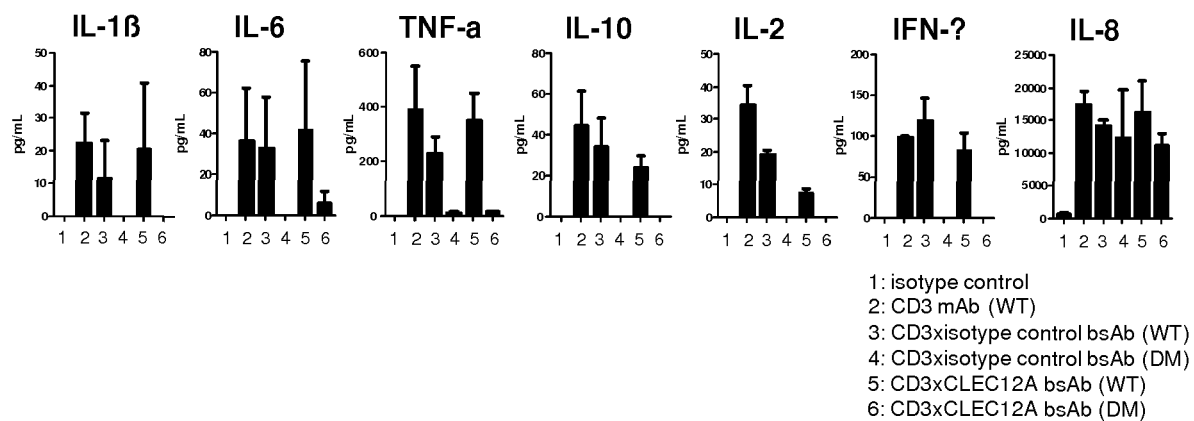 IL-1ß IL-6 TNF-a IL-10 IL-2 IFN-? IL-8
50 80 600 80 60 200 25000
40 60 400 60 40 150 20000
30 40 200 40 20 100 15000
20 20 0 20 10 50 10000
10 0 0 0 0 5000
0 0
pg/mL pg/mL pg/mL pg/mL pg/mL pg/mL pg/mL
1 2 3 4 5 6 1 2 3 4 5 6 1 2 3 4 5 6 1 2 3 4 5 6 1 2 3 4 5 6 1 2 3 4 5 6 1 2 3 4 5 6
1: isotype control
2: CD3 mAb (WT)
3: CD3xisotype control bsAb (WT)
4: CD3xisotype control bsAb (DM)
5: CD3xCLEC12A bsAb (WT)
6: CD3xCLEC12A bsAb (DM)